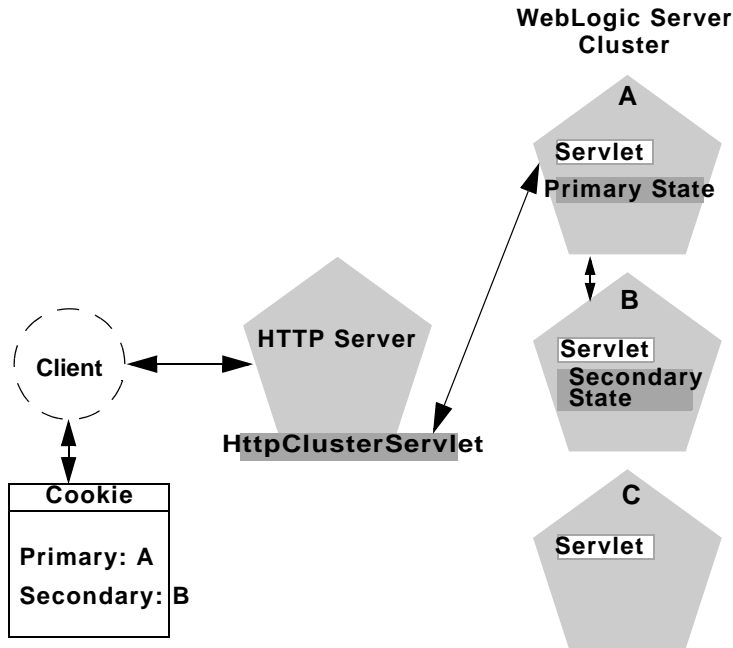 WebLogic Server
Cluster
A
Servlet
Primary State
B
Servlet
Secondary
State
C
Servlet
HTTP Server
HttpClusterServlet
Client
Cookie
Primary: A
Secondary: B